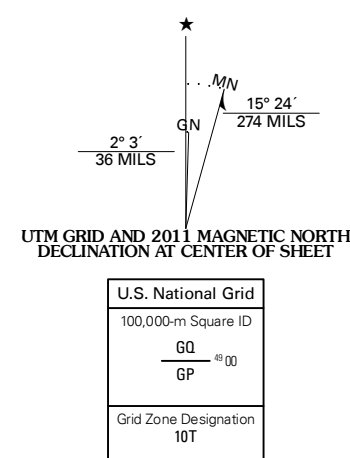 ★
MN
15° 24´
274 MILS
GN
2° 3´
36 MILS
UTM GRID AND 2011 MAGNETIC NORTH
DECLINATION AT CENTER OF SHEET
U.S. National Grid
100,000-m Square ID
GQ
49 00
GP
Grid Zone Designation
10T